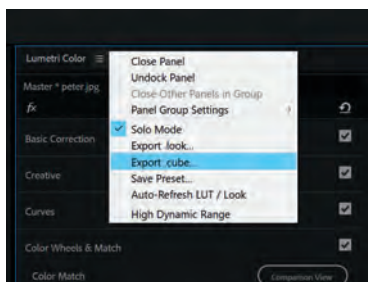 Lumetri Color
Close Panel
Undock Panel
Close Other Panels in Group
Panel Group Settings
Solo Mode
Export .look...
Export .cube...
Save Preset...
Auto-Refresh LUT / Look
High Dynamic Range
Master * peter.jpg
fx
Basic Correction
Creative
Curves
Color Wheels & Match
Color Match
Comparison View